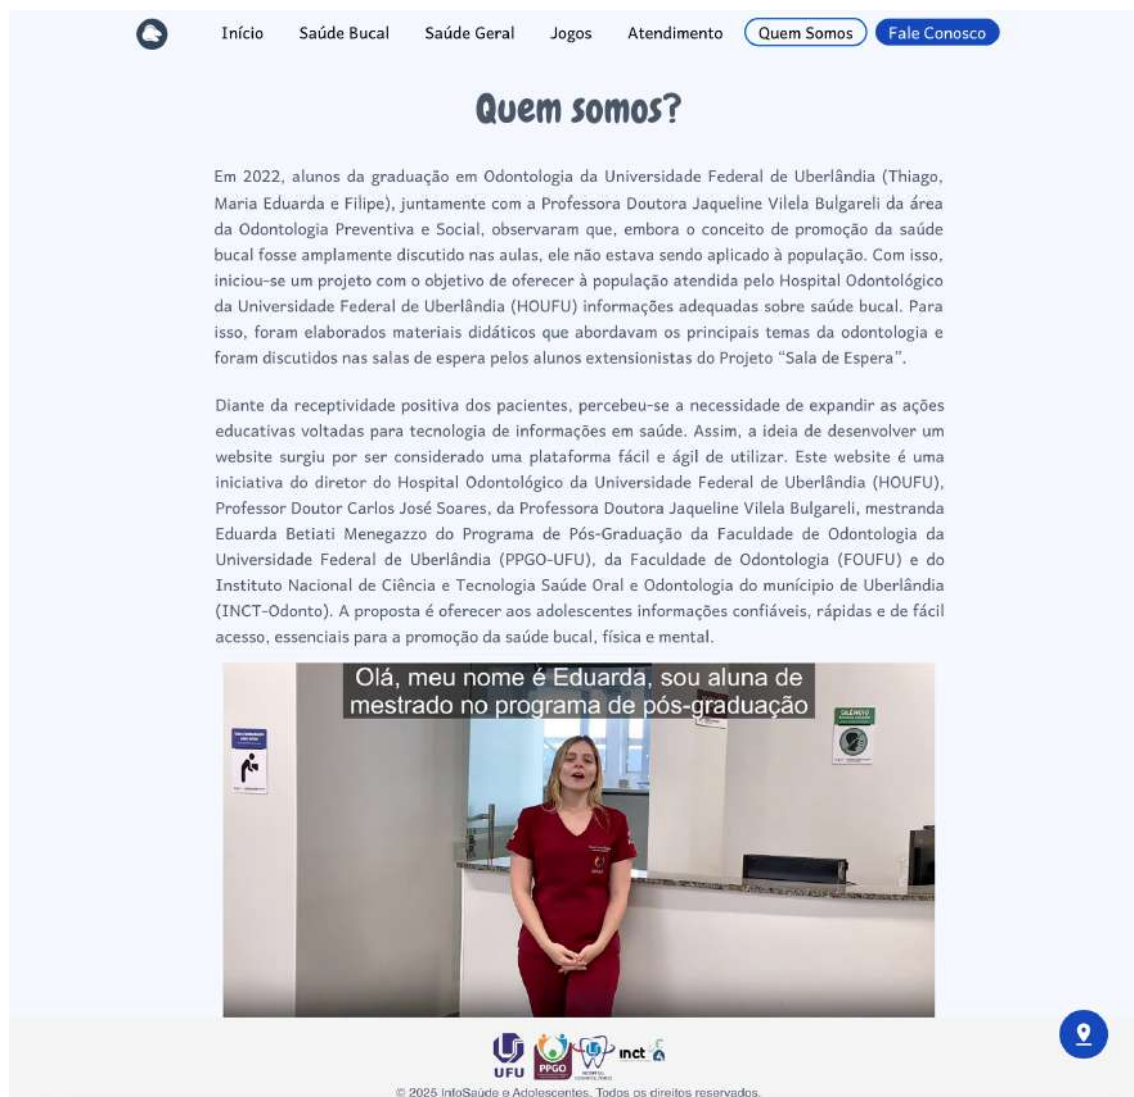 Início Saúde Bucal Saúde Geral Jogos Atendimento Quem Somos Fale Conosco
Quem somos?
Em 2022, alunos da graduação em Odontologia da Universidade Federal de Uberlândia (Thiago,
Maria Eduarda e Filipe), juntamente com a Professora Doutora Jaqueline Vilela Bulgareli da área
da Odontologia Preventiva e Social, observaram que, embora o conceito de promoção da saúde
bucal fosse amplamente discutido nas aulas, ele não estava sendo aplicado à população. Com isso,
iniciou-se um projeto com o objetivo de oferecer à população atendida pelo Hospital Odontológico
da Universidade Federal de Uberlândia (HOUFU) informações adequadas sobre saúde bucal. Para
isso, foram elaborados materiais didáticos que abordavam os principais temas da odontologia e
foram discutidos nas salas de espera pelos alunos extensionistas do Projeto “Sala de Espera”.
Diante da receptividade positiva dos pacientes, percebeu-se a necessidade de expandir as ações
educativas voltadas para tecnologia de informações em saúde. Assim, a ideia de desenvolver um
website surgiu por ser considerado uma plataforma fácil e ágil de utilizar. Este website é uma
iniciativa do diretor do Hospital Odontológico da Universidade Federal de Uberlândia (HOUFU),
Professor Doutor Carlos José Soares, da Professora Doutora Jaqueline Vilela Bulgareli, mestranda
Eduarda Betiati Menegazzo do Programa de Pós-Graduação da Faculdade de Odontologia da
Universidade Federal de Uberlândia (PPGO-UFU), da Faculdade de Odontologia (FOUFU) e do
Instituto Nacional de Ciência e Tecnologia Saúde Oral e Odontologia do munícipio de Uberlândia
(INCT-Odonto). A proposta é oferecer aos adolescentes informações confiáveis, rápidas e de fácil
acesso, essenciais para a promoção da saúde bucal, física e mental.
Olá, meu nome é Eduarda, sou aluna de
mestrado no programa de pós-graduação
SILÊNCIO
UFU PPGO inct
© 2025 InfoSaúde e Adolescentes. Todos os direitos reservados.